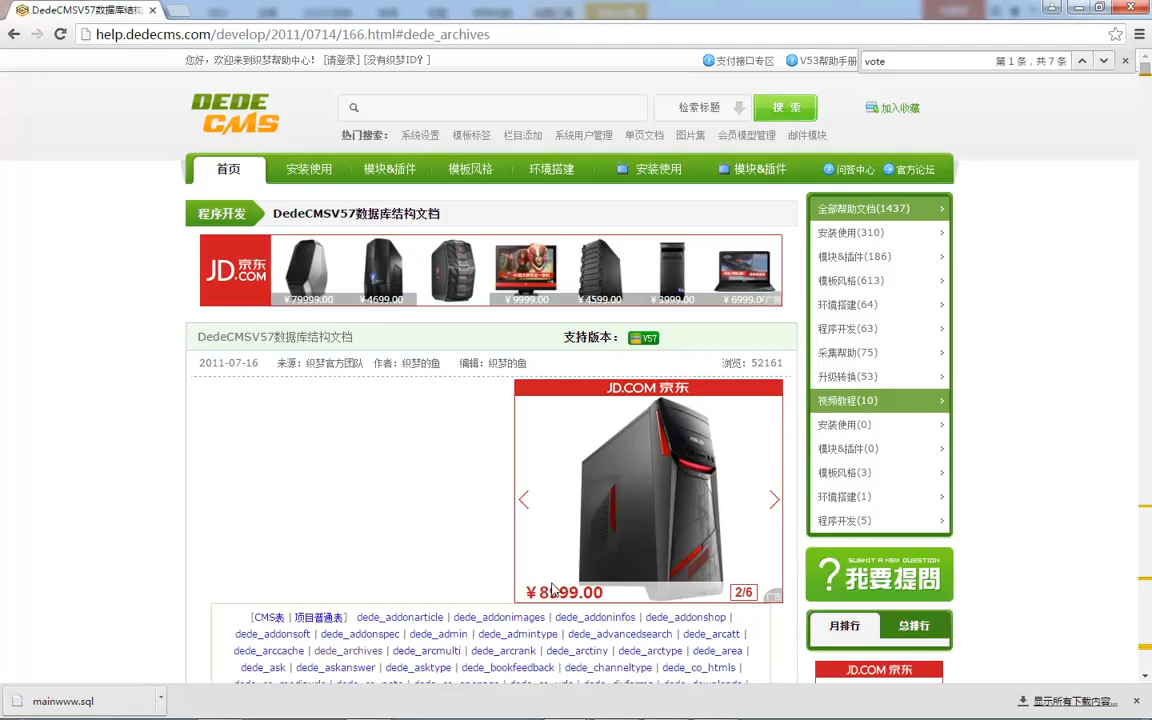 DedeCMSV57数据库结构
help.dedecms.com/develop/2011/0714/166.html#dede_archives
您好，欢迎来到织梦帮助中心！ [请登录] [没有织梦ID？]
支付接口专区 V53帮助手册
vote 第 1 条，共 7 条
DEDE CMS
检索标题 搜 索 加入收藏
热门搜索： 系统设置 模板标签 栏目添加 系统用户管理 单页文档 图片集 会员模型管理 邮件模块
首页 安装使用 模块&插件 模板风格 环境搭建 安装使用 模块&插件 问答中心 官方论坛
程序开发 DedeCMSV57数据库结构文档
JD.COM 京东
￥79999.00 ￥4699.00 ￥9999.00 ￥4599.00 ￥3999.00 ￥6999.0 广告
DedeCMSV57数据库结构文档 支持版本： V57
2011-07-16 来源：织梦官方团队 作者：织梦的鱼 编辑：织梦的鱼 浏览：52161
JD.COM 京东
ASUS
2/6
广告
[CMS表 | 项目普通表] dede_addonarticle | dede_addonimages | dede_addoninfos | dede_addonshop |
dede_addonsoft | dede_addonspec | dede_admin | dede_admintype | dede_advancedsearch | dede_arcatt |
dede_arccache | dede_archives | dede_arcmulti | dede_arcrank | dede_arctiny | dede_arctype | dede_area |
dede_ask | dede_askanswer | dede_asktype | dede_bookfeedback | dede_channeltype | dede_co_htmls |
全部帮助文档(1437)
安装使用(310)
模块&插件(186)
模板风格(613)
环境搭建(64)
程序开发(63)
采集帮助(75)
升级转换(53)
视频教程(10)
安装使用(0)
模块&插件(0)
模板风格(3)
环境搭建(1)
程序开发(5)
SUBMIT A NEW QUESTION
?我要提問
月排行 总排行
JD.COM 京东
mainwww.sql
显示所有下载内容...